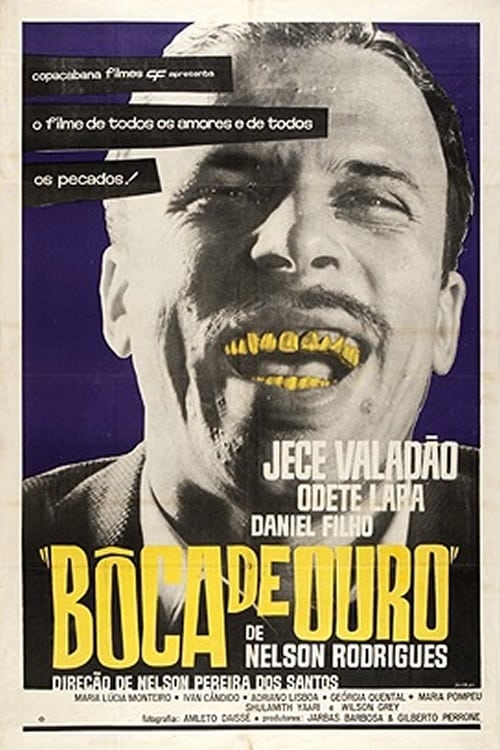 copacabana filmes CF apresenta
o filme de todos os amores e de todos
os pecados!
JECE VALADÃO
ODETE LARA
DANIEL FILHO
"BÔCA DE OURO"
DE
NELSON RODRIGUES
DIREÇÃO DE NELSON PEREIRA DOS SANTOS
MARIA LÚCIA MONTEIRO • IVAN CÂNDIDO • ADRIANO LISBOA • GEÓRGIA QUENTAL • MARIA POMPEU
SHULAMITH YAARI e WILSON GREY
fotografia: AMLETO DAISSÉ • produtores: JARBAS BARBOSA & GILBERTO PERRONE